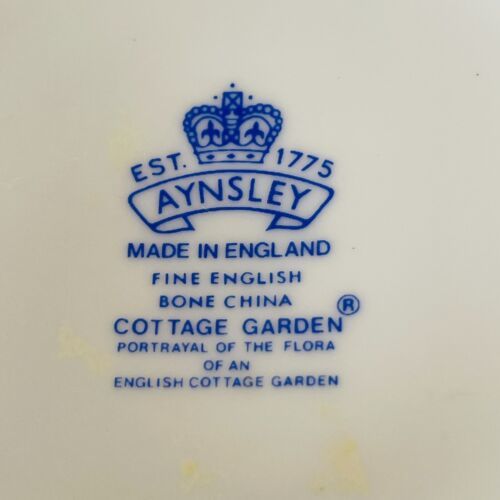 EST. 1775
AYNSLEY
MADE IN ENGLAND
FINE ENGLISH
BONE CHINA
COTTAGE GARDEN®
PORTRAYAL OF THE FLORA
OF AN
ENGLISH COTTAGE GARDEN